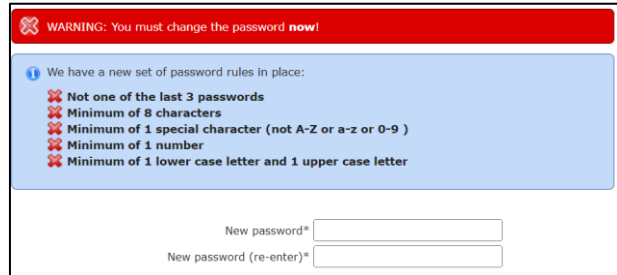 WARNING: You must change the password now!
We have a new set of password rules in place:
Not one of the last 3 passwords
Minimum of 8 characters
Minimum of 1 special character (not A-Z or a-z or 0-9 )
Minimum of 1 number
Minimum of 1 lower case letter and 1 upper case letter
New password*
New password (re-enter)*